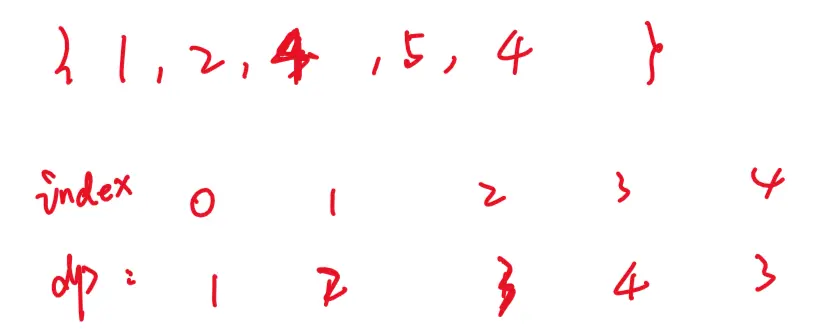 { 1, 2, 4, 5, 4 }
index 0 1 2 3 4
dp: 1 2 3 4 3